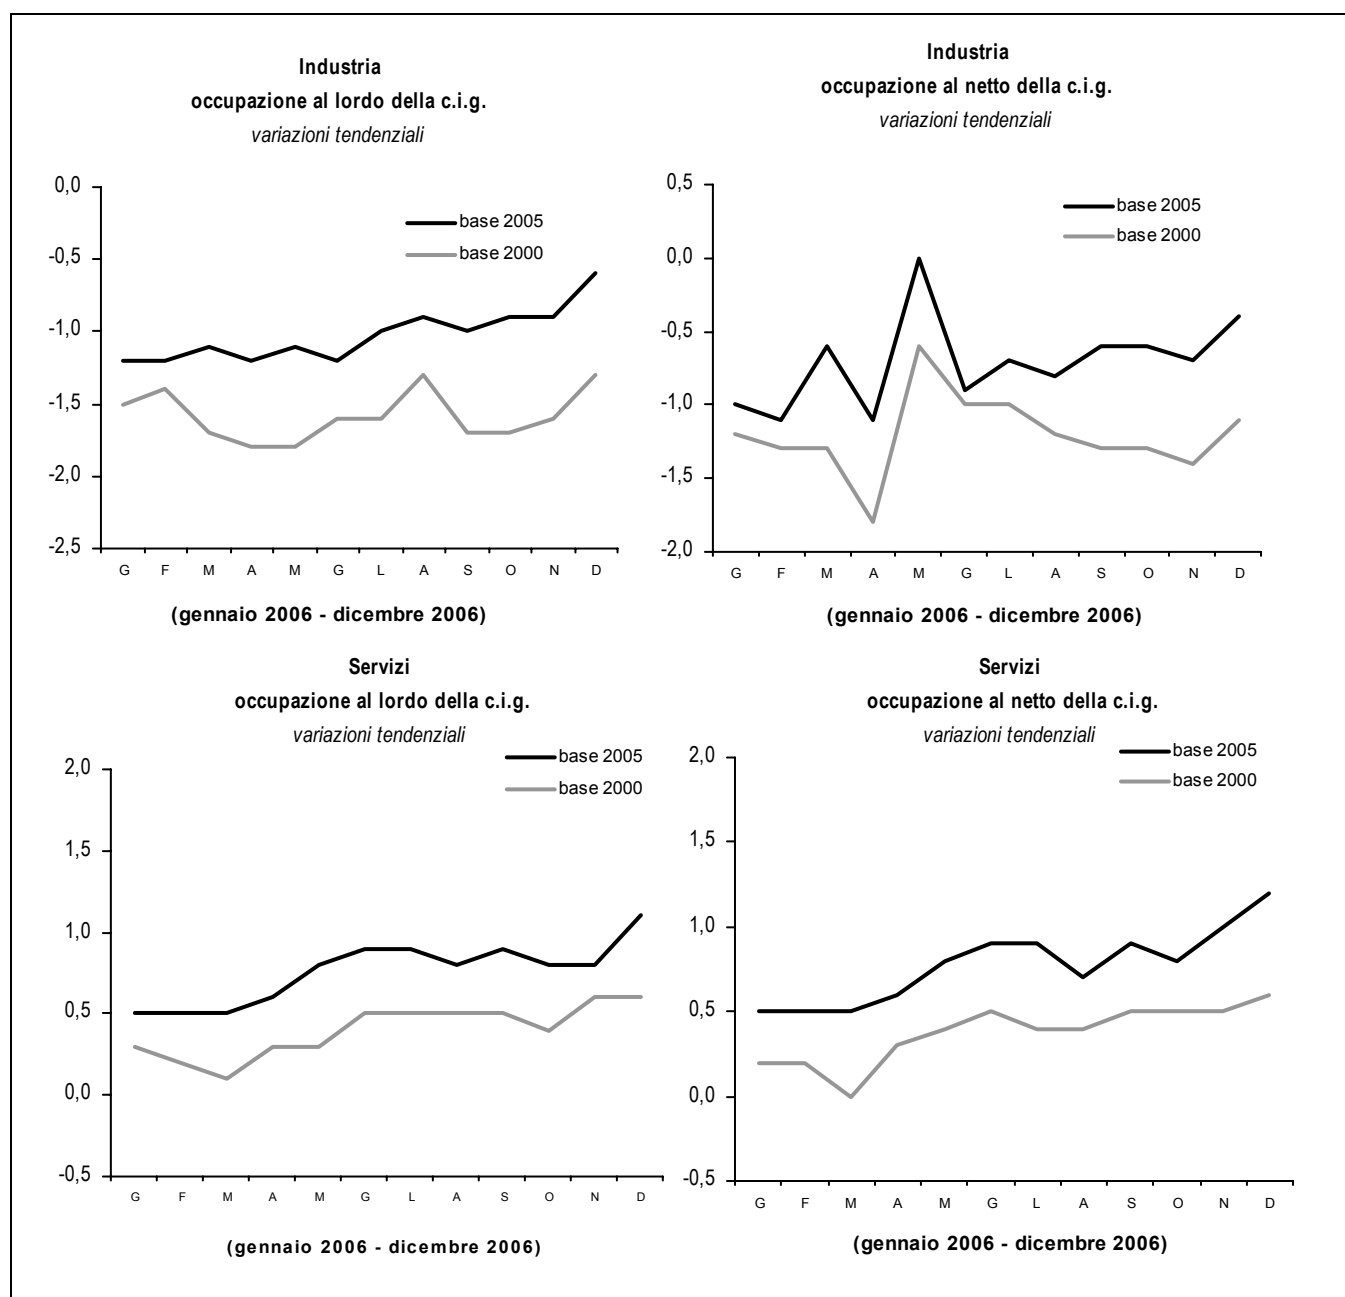 Industria
occupazione al lordo della c.i.g.
variazioni tendenziali
0,0
-0,5
-1,0
-1,5
-2,0
-2,5
base 2005
base 2000
G F M A M G L A S O N D
(gennaio 2006 - dicembre 2006)
Industria
occupazione al netto della c.i.g.
variazioni tendenziali
0,5
0,0
-0,5
-1,0
-1,5
-2,0
base 2005
base 2000
G F M A M G L A S O N D
(gennaio 2006 - dicembre 2006)
Servizi
occupazione al lordo della c.i.g.
variazioni tendenziali
base 2005
base 2000
2,0
1,5
1,0
0,5
0,0
-0,5
G F M A M G L A S O N D
(gennaio 2006 - dicembre 2006)
Servizi
occupazione al netto della c.i.g.
variazioni tendenziali
base 2005
base 2000
2,0
1,5
1,0
0,5
0,0
-0,5
G F M A M G L A S O N D
(gennaio 2006 - dicembre 2006)